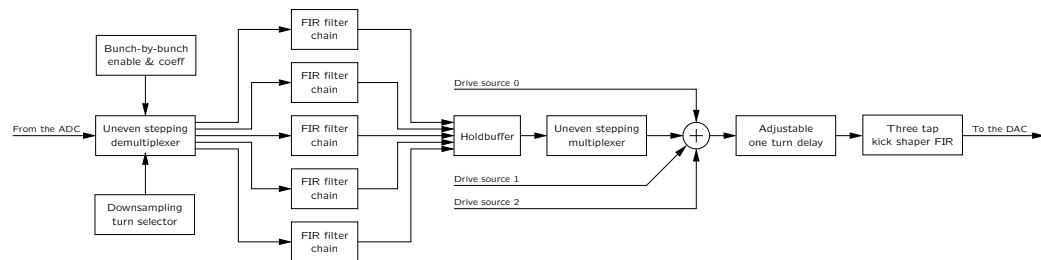 Bunch-by-bunch
enable & coeff
From the ADC
Uneven stepping
demultiplexer
Downsampling
turn selector
FIR filter
chain
FIR filter
chain
FIR filter
chain
FIR filter
chain
FIR filter
chain
Drive source 0
Holdbuffer
Uneven stepping
multiplexer
Drive source 1
Drive source 2
+
Adjustable
one turn delay
Three tap
kick shaper FIR
To the DAC